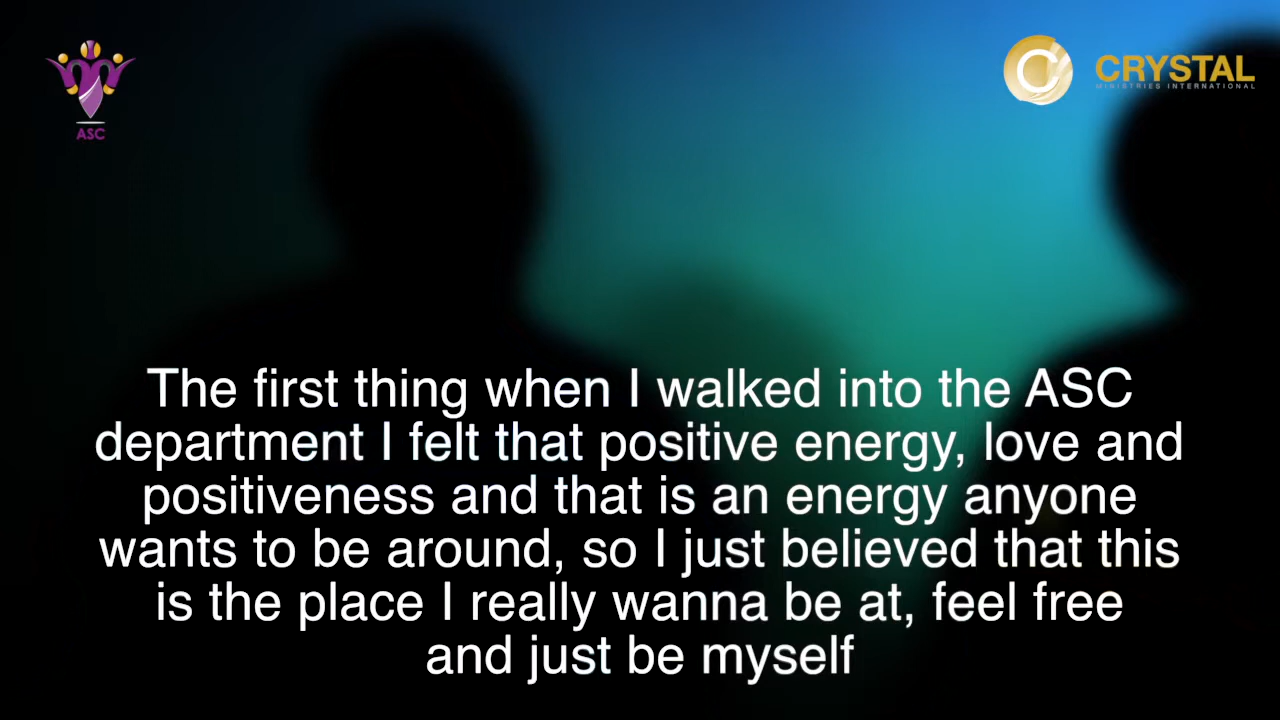 ASC
CRYSTAL
MINISTRIES INTERNATIONAL
The first thing when I walked into the ASC
department I felt that positive energy, love and
positiveness and that is an energy anyone
wants to be around, so I just believed that this
is the place I really wanna be at, feel free
and just be myself